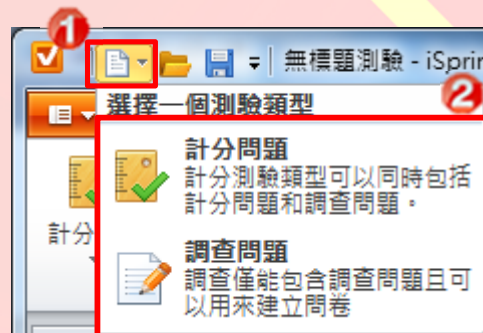 1
無標題測驗 - iSprin
選擇一個測驗類型
2
計分問題
計分測驗類型可以同時包括
計分問題和調查問題。
計分
調查問題
調查僅能包含調查問題且可
以用來建立問卷